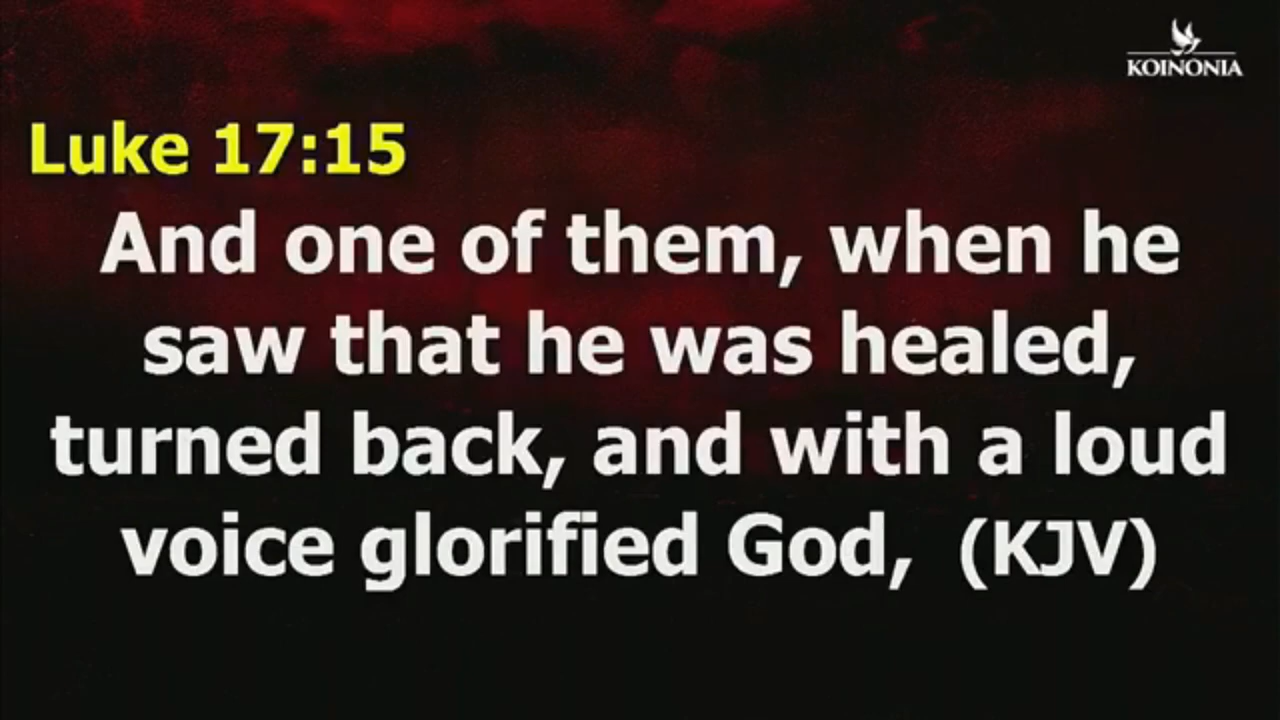 KOINONIA
Luke 17:15
And one of them, when he
saw that he was healed,
turned back, and with a loud
voice glorified God,  (KJV)